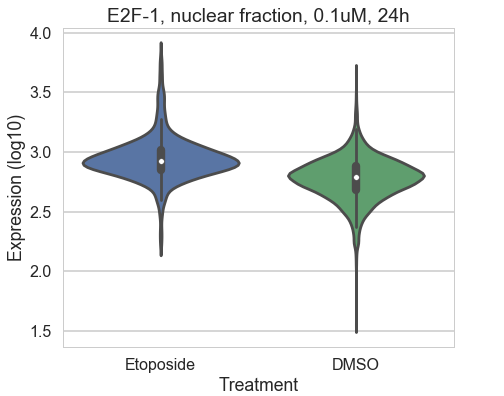 E2F-1, nuclear fraction, 0.1uM, 24h
4.0
3.5
3.0
2.5
2.0
1.5
Expression (log10)
Etoposide DMSO
Treatment